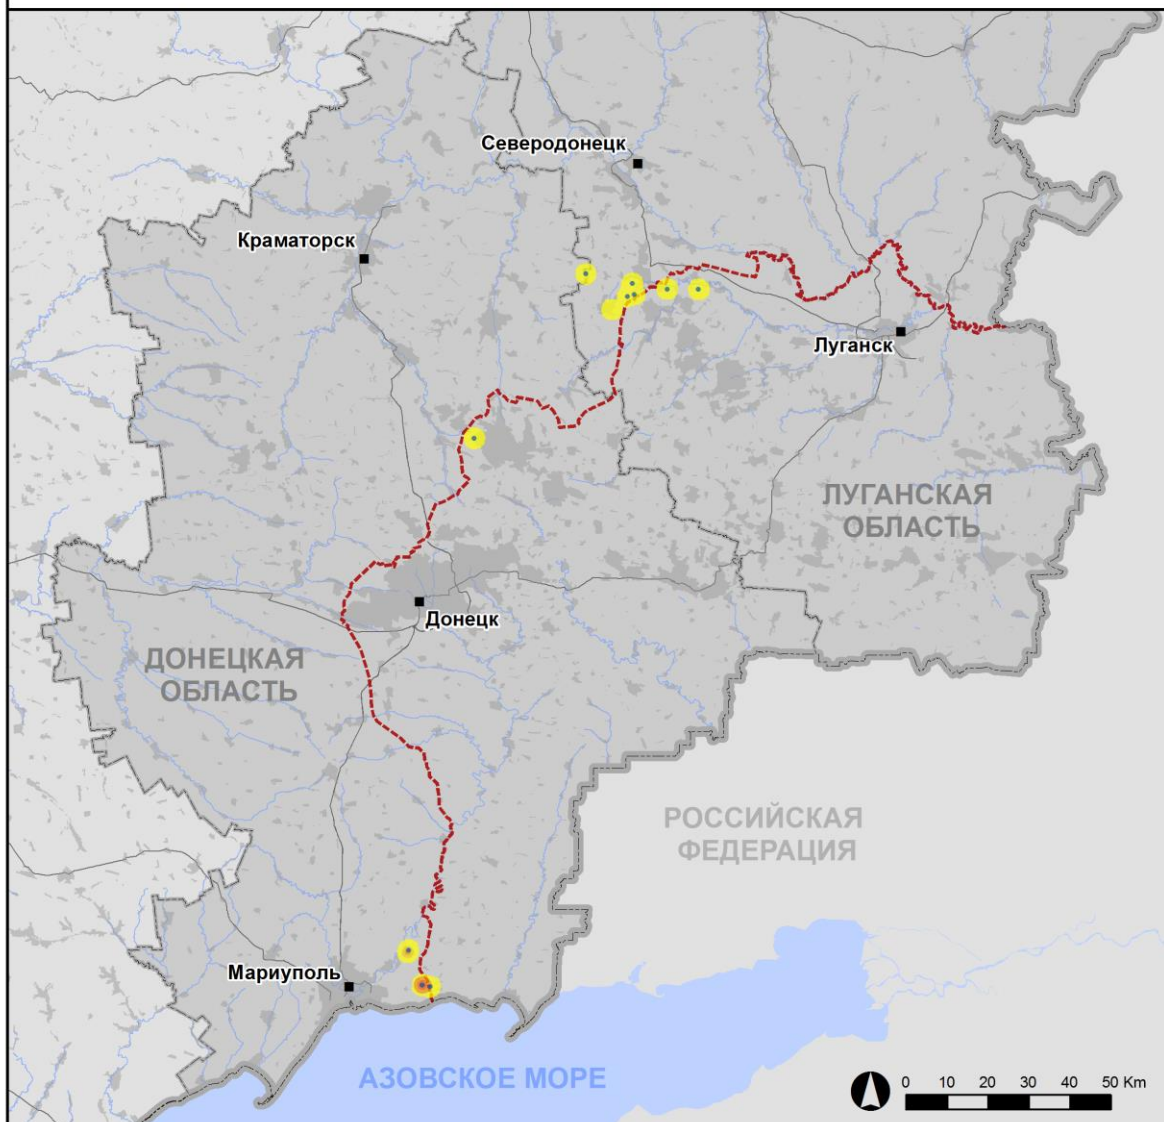 Северодонецк
Краматорск
Луганск
ЛУГАНСКАЯ
ОБЛАСТЬ
Донецк
ДОНЕЦКАЯ
ОБЛАСТЬ
РОССИЙСКАЯ
ФЕДЕРАЦИЯ
Мариуполь
АЗОВСКОЕ МОРЕ
0 10 20 30 40 50 Km